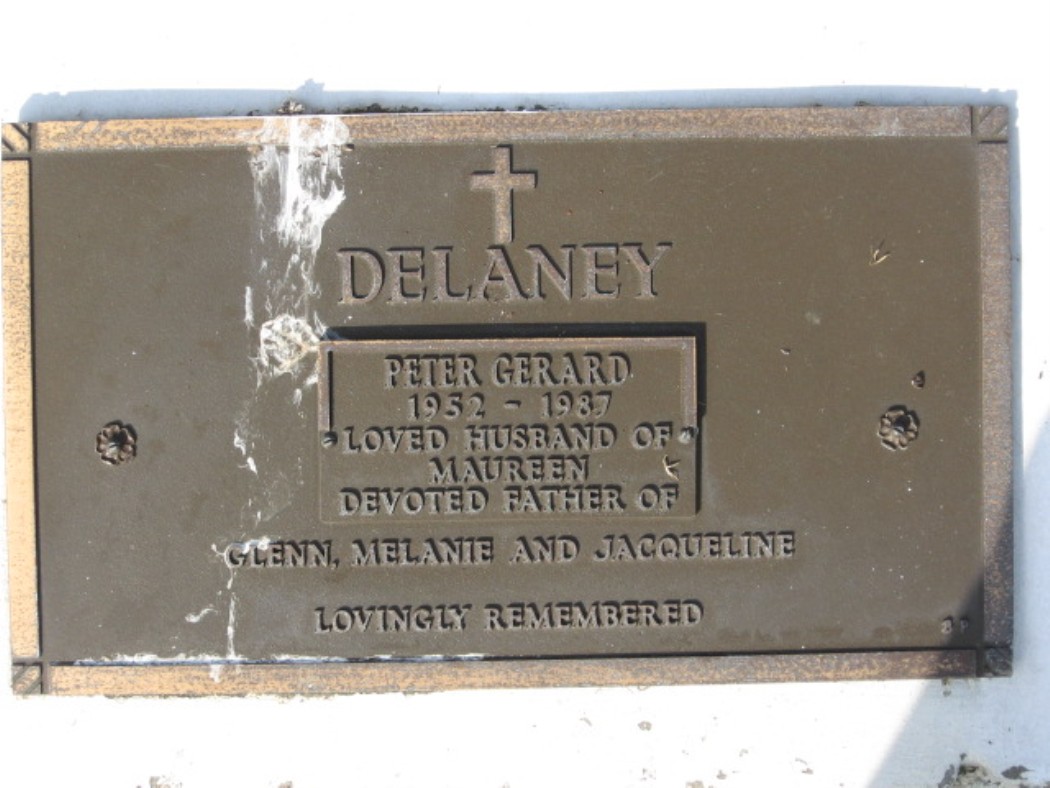 DELANEY
PETER GERARD
1952 - 1987
LOVED HUSBAND OF
MAUREEN
DEVOTED FATHER OF
GLENN, MELANIE AND JACQUELINE
LOVINGLY REMEMBERED